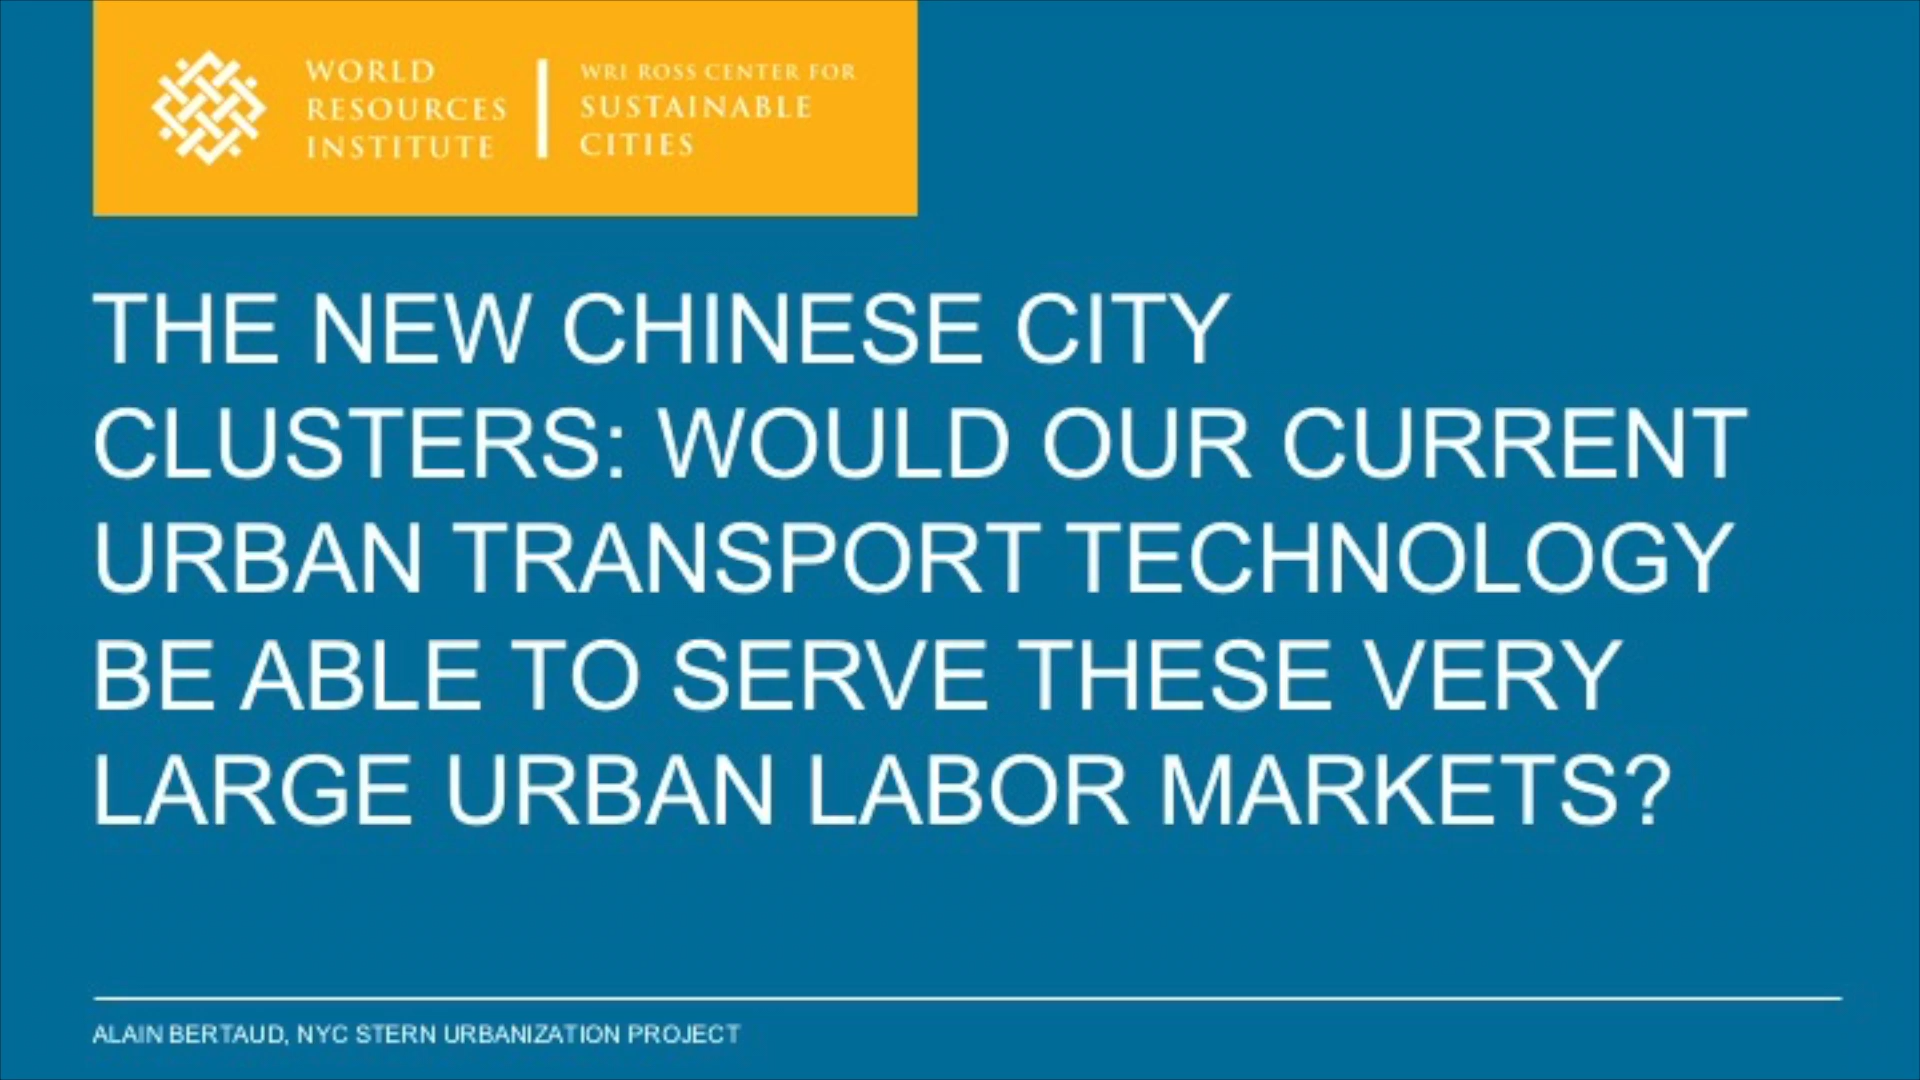 WORLD
RESOURCES
INSTITUTE
WRI ROSS CENTER FOR
SUSTAINABLE
CITIES
THE NEW CHINESE CITY
CLUSTERS: WOULD OUR CURRENT
URBAN TRANSPORT TECHNOLOGY
BE ABLE TO SERVE THESE VERY
LARGE URBAN LABOR MARKETS?
ALAIN BERTAUD, NYC STERN URBANIZATION PROJECT